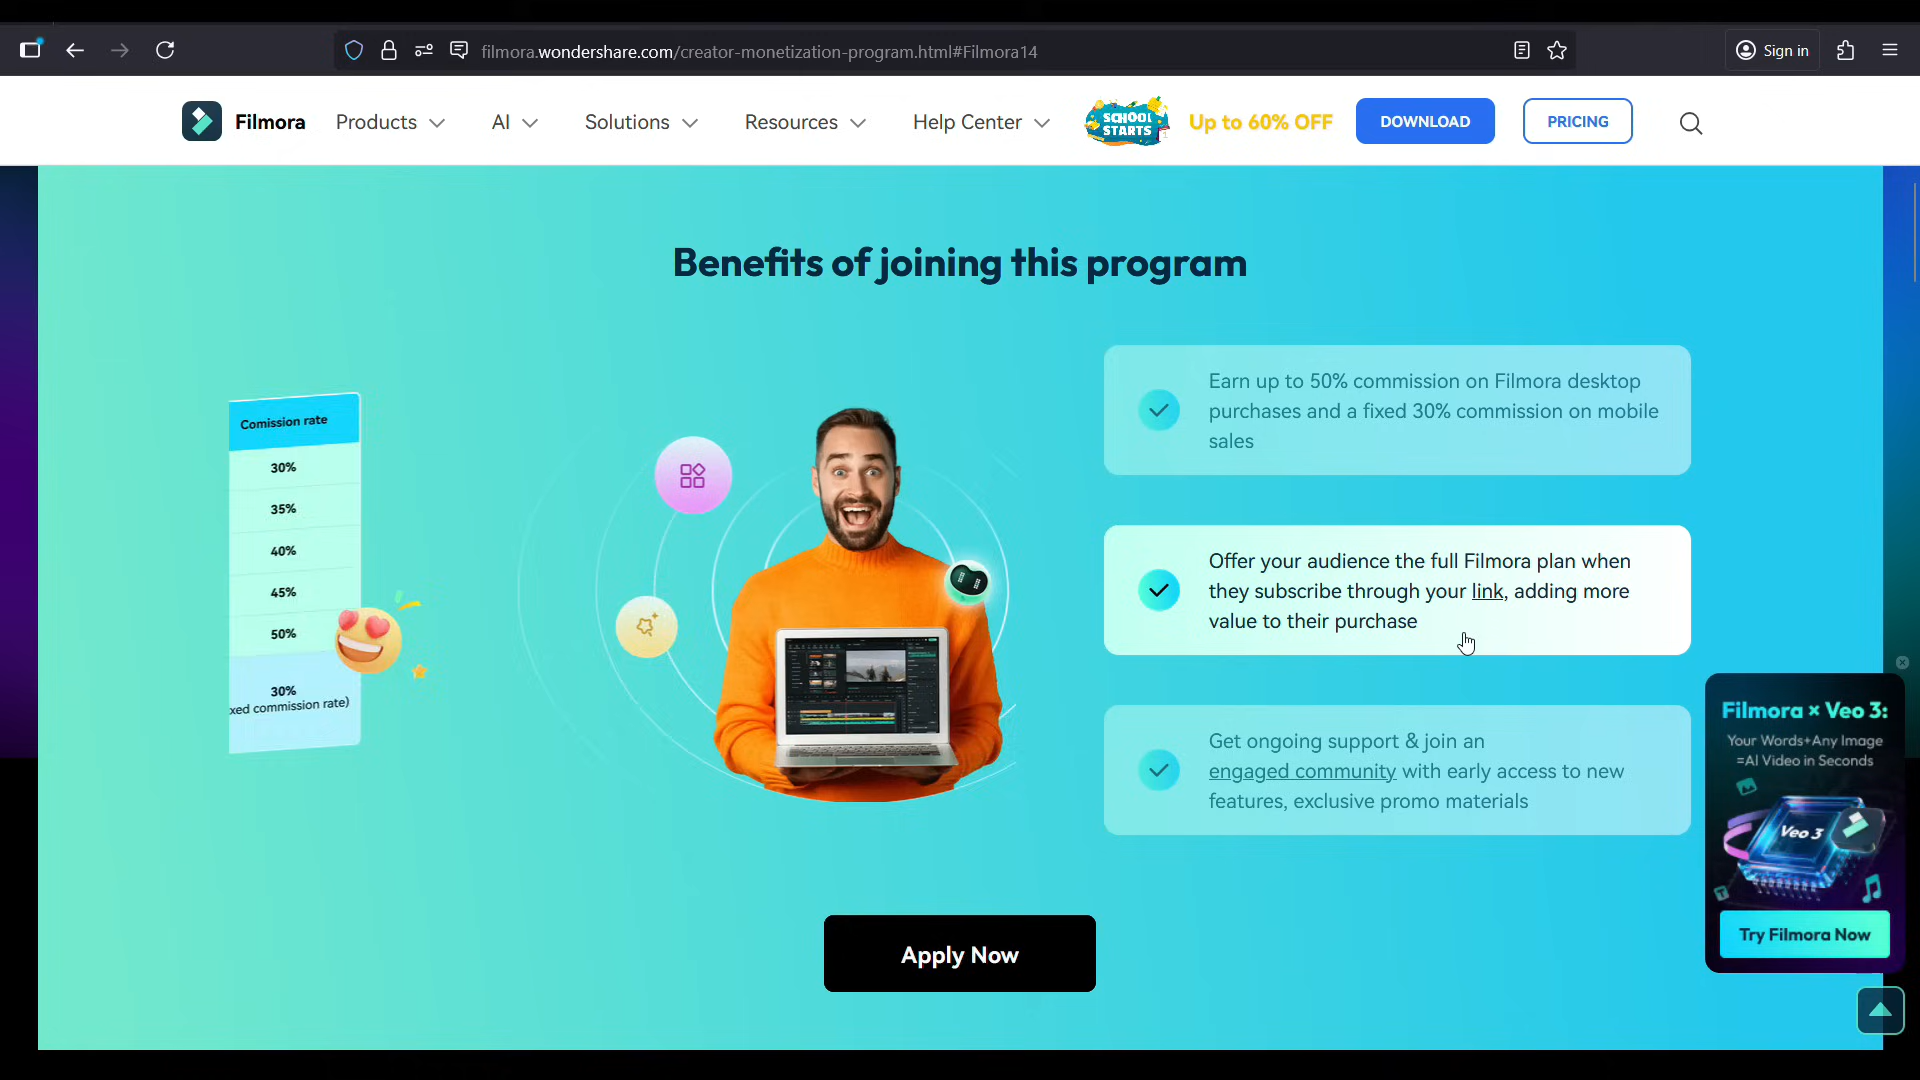 filmora.wondershare.com/creator-monetization-program.html#Filmora14
Sign in
Filmora
Products
AI
Solutions
Resources
Help Center
SCHOOL
STARTS
Up to 60% OFF
DOWNLOAD
PRICING
Benefits of joining this program
Comission rate
30%
35%
40%
45%
50%
30%
xed commission rate)
Earn up to 50% commission on Filmora desktop
purchases and a fixed 30% commission on mobile
sales
Offer your audience the full Filmora plan when
they subscribe through your link, adding more
value to their purchase
Get ongoing support & join an
engaged community with early access to new
features, exclusive promo materials
Apply Now
Filmora × Veo 3:
Your Words+Any Image
=AI Video in Seconds
Veo 3
T
Try Filmora Now